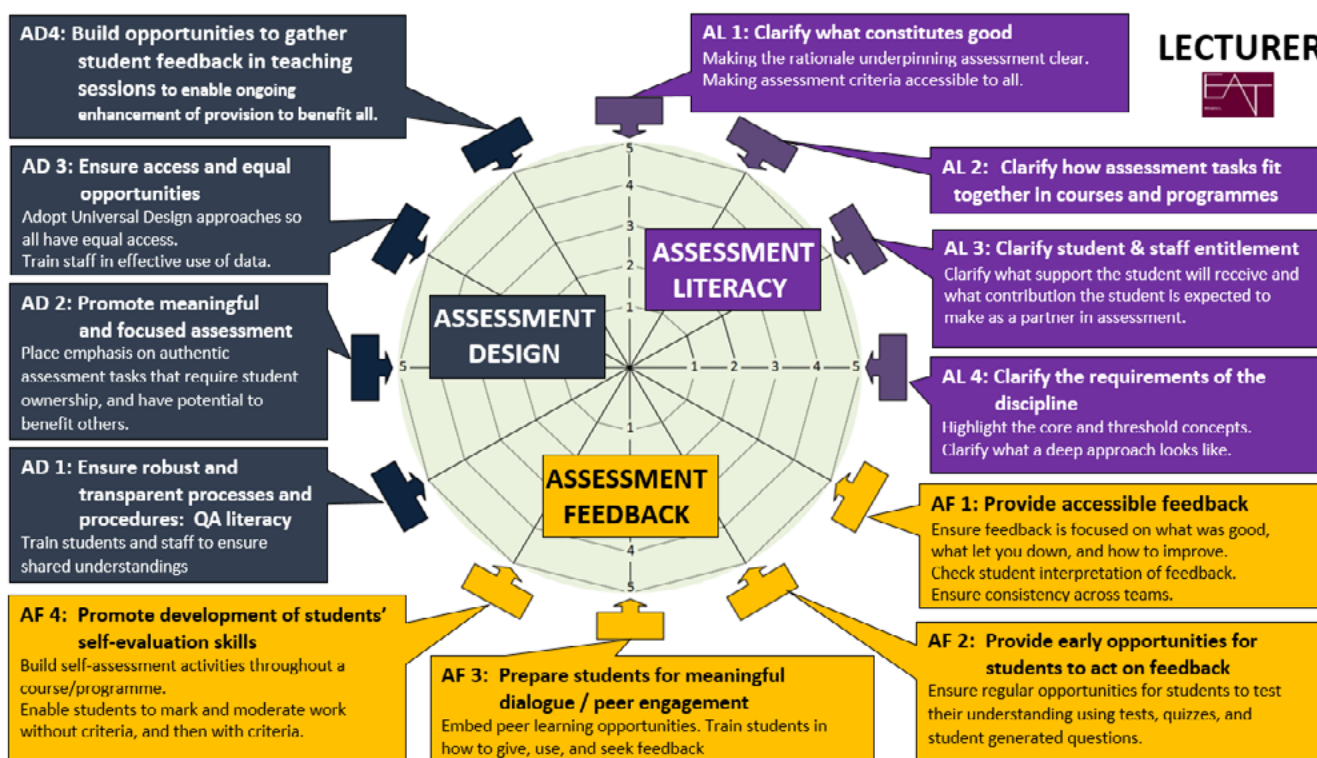 AD4: Build opportunities to gather
student feedback in teaching
sessions to enable ongoing
enhancement of provision to benefit all.
AL 1: Clarify what constitutes good
Making the rationale underpinning assessment clear.
Making assessment criteria accessible to all.
LECTURER
EAT
AD 3: Ensure access and equal
opportunities
Adopt Universal Design approaches so
all have equal access.
Train staff in effective use of data.
AL 2: Clarify how assessment tasks fit
together in courses and programmes
AL 3: Clarify student & staff entitlement
Clarify what support the student will receive and
what contribution the student is expected to
make as a partner in assessment.
AD 2: Promote meaningful
and focused assessment
Place emphasis on authentic
assessment tasks that require student
ownership, and have potential to
benefit others.
AL 4: Clarify the requirements of the
discipline
Highlight the core and threshold concepts.
Clarify what a deep approach looks like.
5
4
3
2
1
ASSESSMENT
LITERACY
ASSESSMENT
DESIGN
5
1 2 3 4 5
1
ASSESSMENT
FEEDBACK
4
5
AD 1: Ensure robust and
transparent processes and
procedures: QA literacy
Train students and staff to ensure
shared understandings
AF 1: Provide accessible feedback
Ensure feedback is focused on what was good,
what let you down, and how to improve.
Check student interpretation of feedback.
Ensure consistency across teams.
AF 4: Promote development of students’
self-evaluation skills
Build self-assessment activities throughout a
course/programme.
Enable students to mark and moderate work
without criteria, and then with criteria.
AF 3: Prepare students for meaningful
dialogue / peer engagement
Embed peer learning opportunities. Train students in
how to give, use, and seek feedback
AF 2: Provide early opportunities for
students to act on feedback
Ensure regular opportunities for students to test
their understanding using tests, quizzes, and
student generated questions.